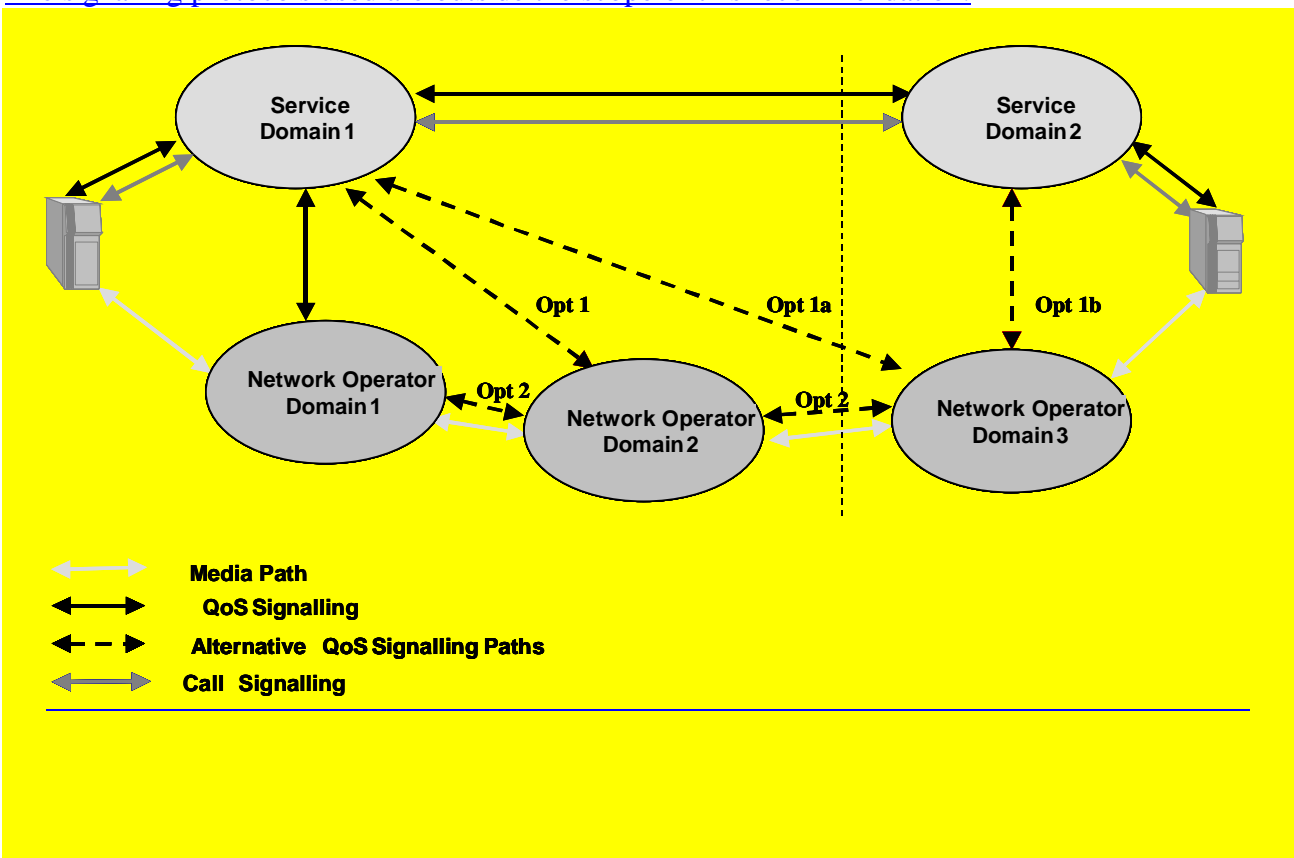 Service
Domain 1
Service
Domain 2
Opt 1
Opt 1a
Opt 1b
Network Operator
Domain 1
Opt 2
Network Operator
Domain 2
Opt 2
Network Operator
Domain 3
Media Path
QoS Signalling
Alternative QoS Signalling Paths
Call Signalling